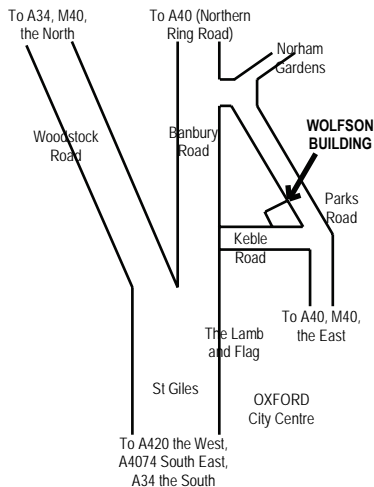 To A34, M40,
the North
To A40 (Northern
Ring Road)
Norham
Gardens
Woodstock
Road
Banbury
Road
WOLFSON
BUILDING
Parks
Road
Keble
Road
To A40, M40,
the East
The Lamb
and Flag
St Giles
OXFORD
City Centre
To A420 the West,
A4074 South East,
A34 the South